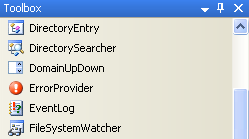 Toolbox
DirectoryEntry
DirectorySearcher
DomainUpDown
ErrorProvider
EventLog
FileSystemWatcher